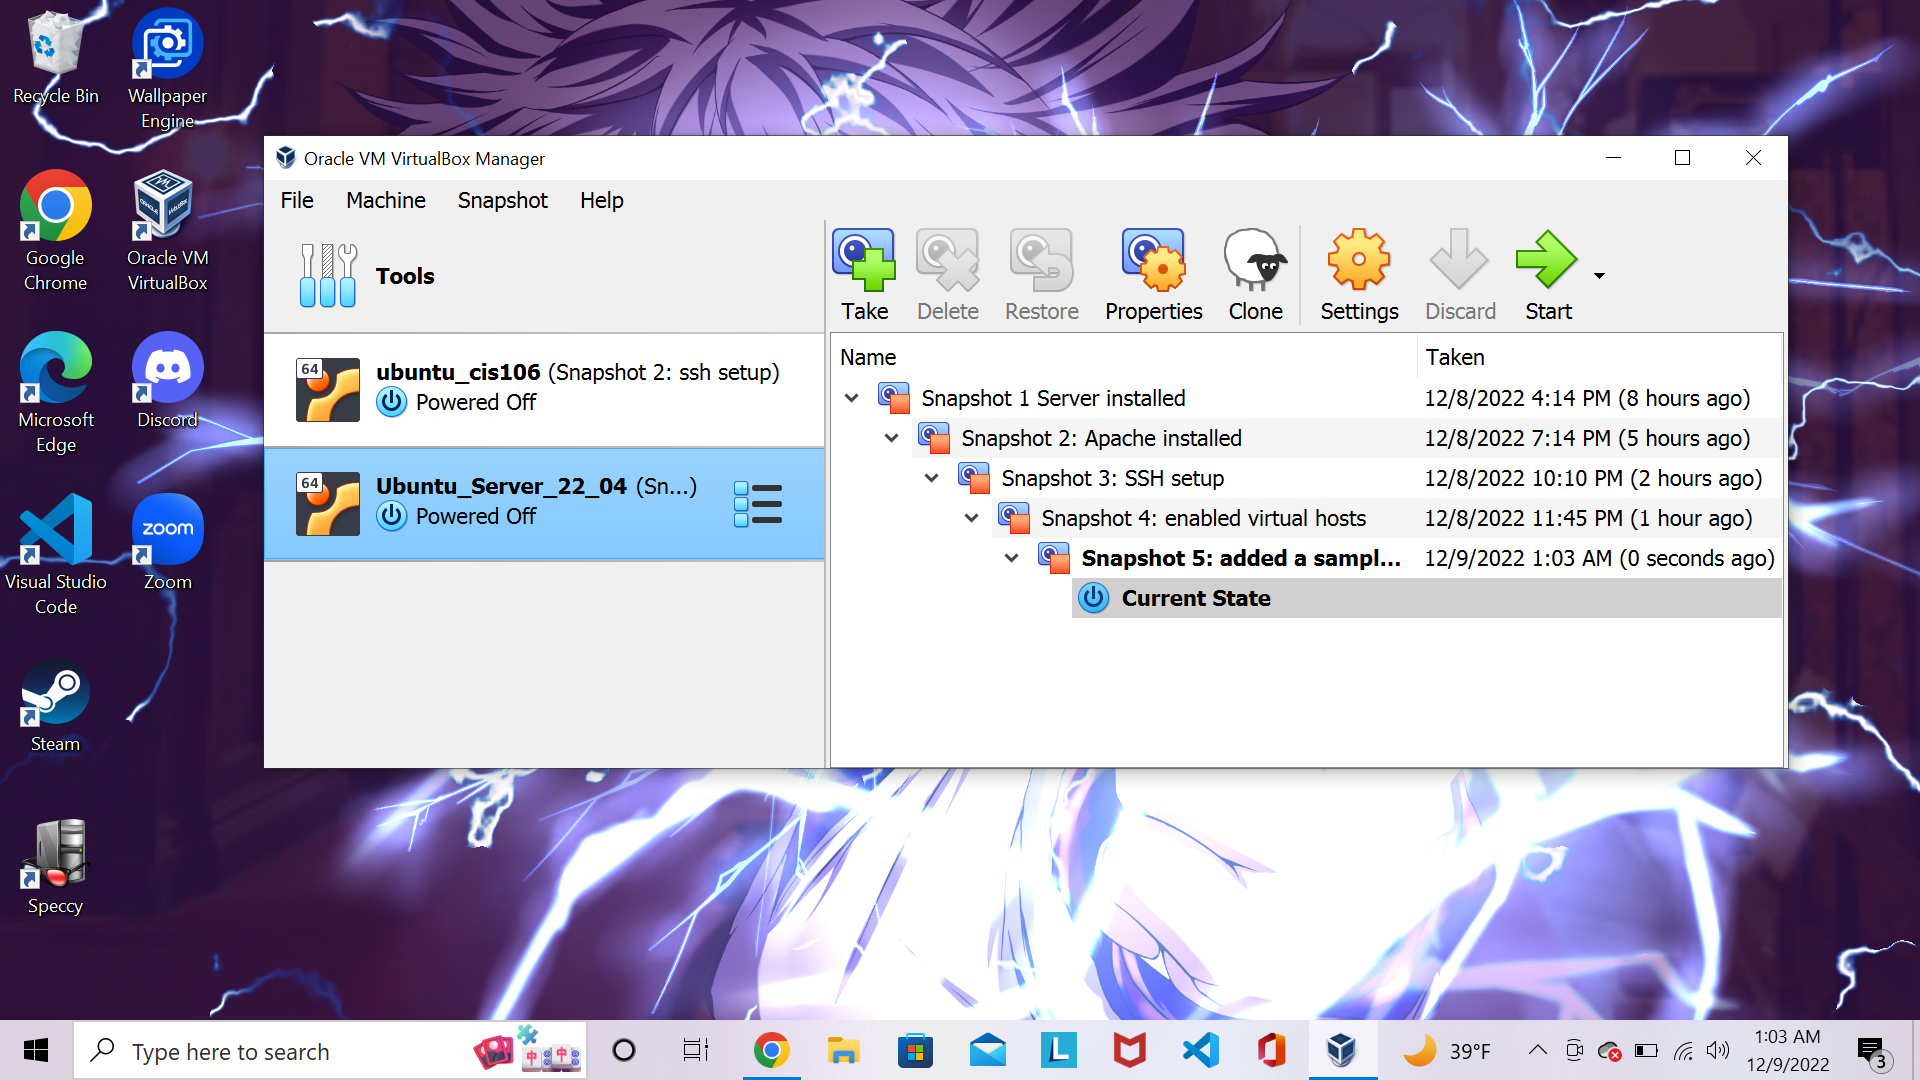 Recycle Bin
Wallpaper
Engine
Google
Chrome
Oracle VM
VirtualBox
Microsoft
Edge
Discord
Visual Studio
Code
zoom
Zoom
Steam
Speccy
Oracle VM VirtualBox Manager
File Machine Snapshot Help
Tools
64
ubuntu_cis106 (Snapshot 2: ssh setup)
Powered Off
64
Ubuntu_Server_22_04 (Sn...)
Powered Off
Take Delete Restore Properties Clone Settings Discard Start
Name Taken
Snapshot 1 Server installed 12/8/2022 4:14 PM (8 hours ago)
Snapshot 2: Apache installed 12/8/2022 7:14 PM (5 hours ago)
Snapshot 3: SSH setup 12/8/2022 10:10 PM (2 hours ago)
Snapshot 4: enabled virtual hosts 12/8/2022 11:45 PM (1 hour ago)
Snapshot 5: added a sampl... 12/9/2022 1:03 AM (0 seconds ago)
Current State
Type here to search
中 中
L
39°F
1:03 AM
12/9/2022
3